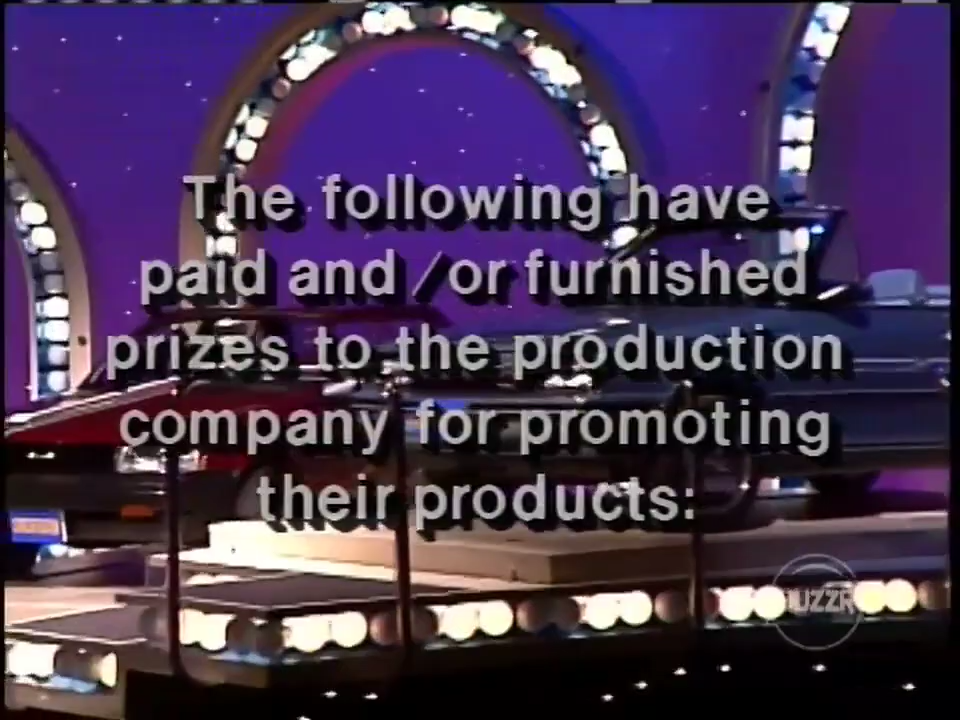 The following have
paid and/or furnished
prizes to the production
company for promoting
their products:
BUZZR